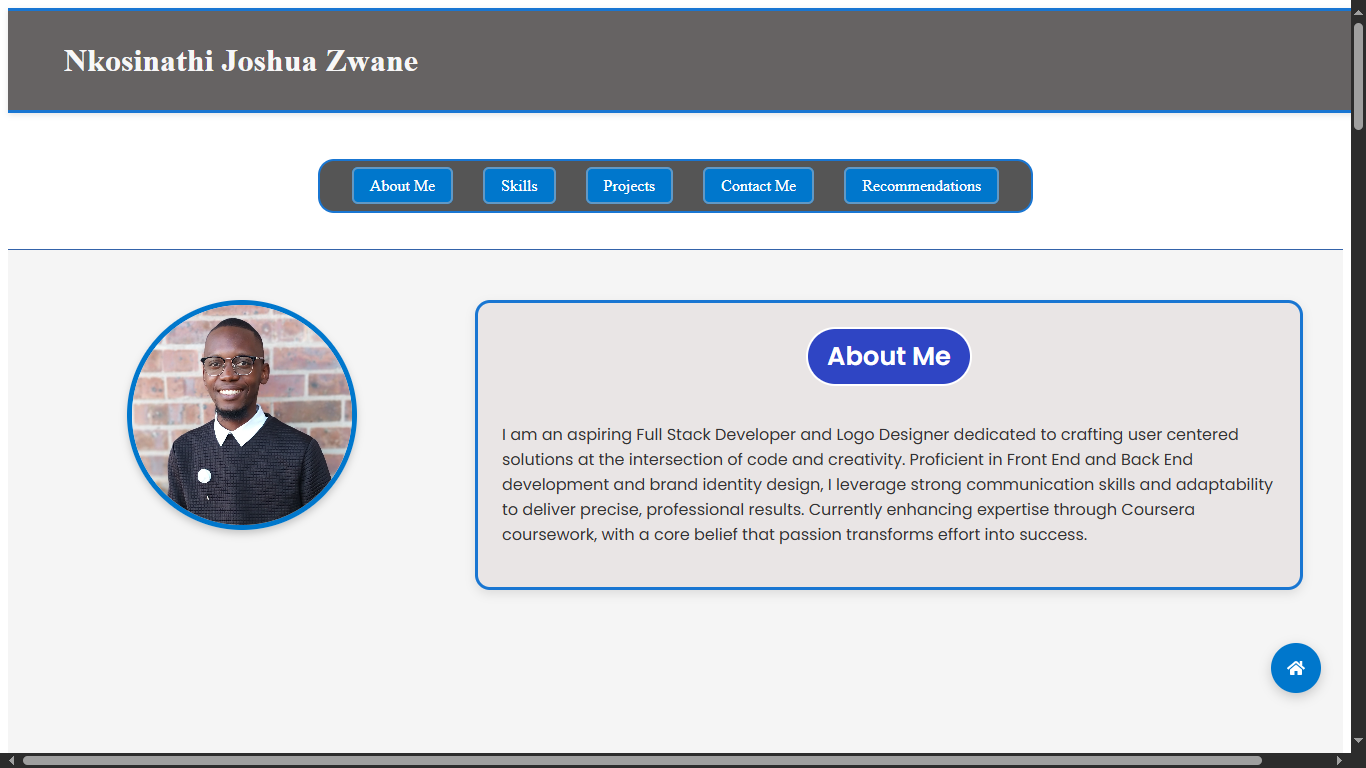 Nkosinathi Joshua Zwane
About Me Skills Projects Contact Me Recommendations
About Me
I am an aspiring Full Stack Developer and Logo Designer dedicated to crafting user centered
solutions at the intersection of code and creativity. Proficient in Front End and Back End
development and brand identity design, I leverage strong communication skills and adaptability
to deliver precise, professional results. Currently enhancing expertise through Coursera
coursework, with a core belief that passion transforms effort into success.